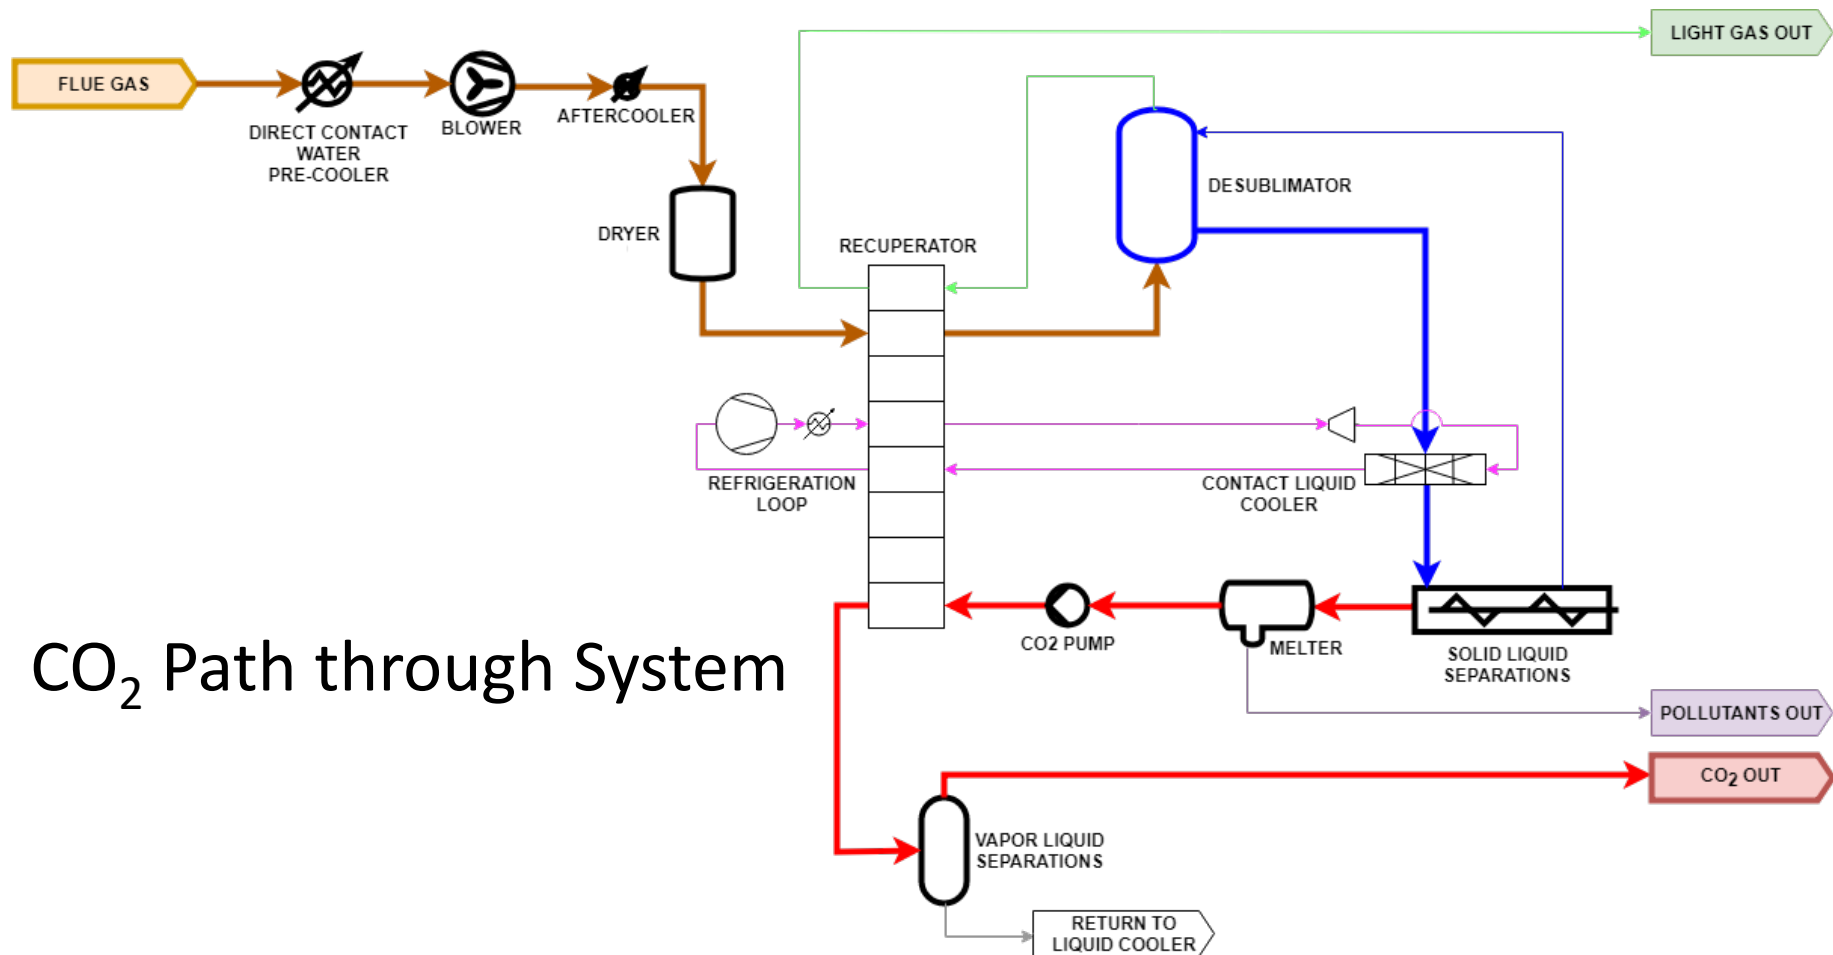 LIGHT GAS OUT
FLUE GAS
DIRECT CONTACT
WATER
PRE-COOLER
BLOWER
AFTERCOOLER
DRYER
RECUPERATOR
DESUBLIMATOR
REFRIGERATION
LOOP
CONTACT LIQUID
COOLER
CO2 PUMP
MELTER
SOLID LIQUID
SEPARATIONS
CO₂ Path through System
POLLUTANTS OUT
CO₂ OUT
VAPOR LIQUID
SEPARATIONS
RETURN TO
LIQUID COOLER